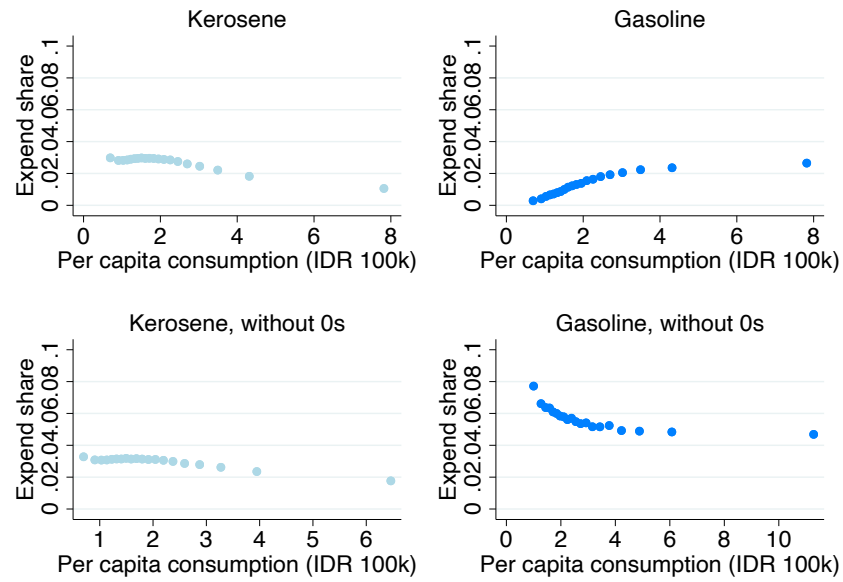 Kerosene
Expend share
0 .02 .04 .06 .08 .1
0 2 4 6 8
Per capita consumption (IDR 100k)
Gasoline
Expend share
0 .02 .04 .06 .08 .1
0 2 4 6 8
Per capita consumption (IDR 100k)
Kerosene, without 0s
Expend share
0 .02 .04 .06 .08 .1
1 2 3 4 5 6
Per capita consumption (IDR 100k)
Gasoline, without 0s
Expend share
0 .02 .04 .06 .08 .1
0 2 4 6 8 10
Per capita consumption (IDR 100k)